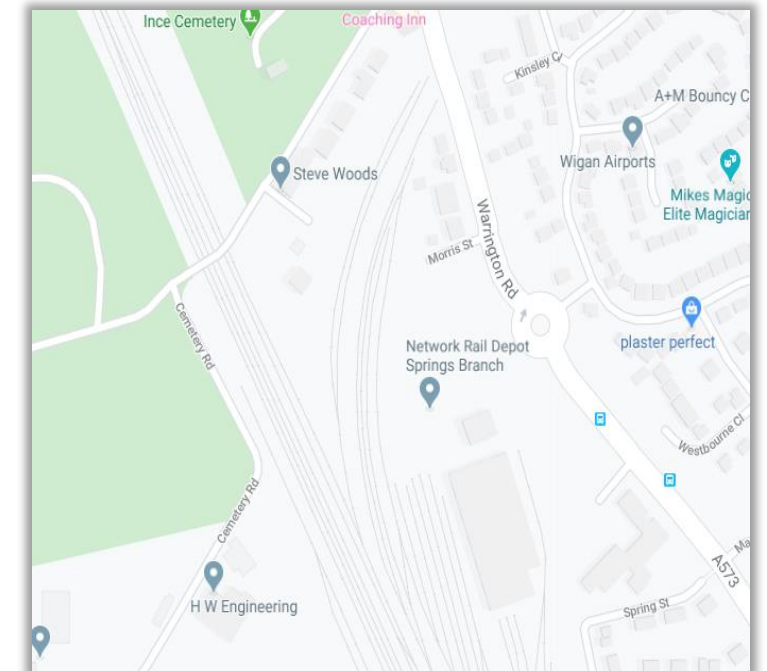 Ince Cemetery
Coaching Inn
Kinsley Cl
A+M Bouncy C
Steve Woods
Wigan Airports
Mikes Magic
Elite Magician
Warrington Rd
Morris St
Cemetery Rd
Network Rail Depot
Springs Branch
plaster perfect
Westbourne Cl
Cemetery Rd
Ma
A573
H W Engineering
Spring St